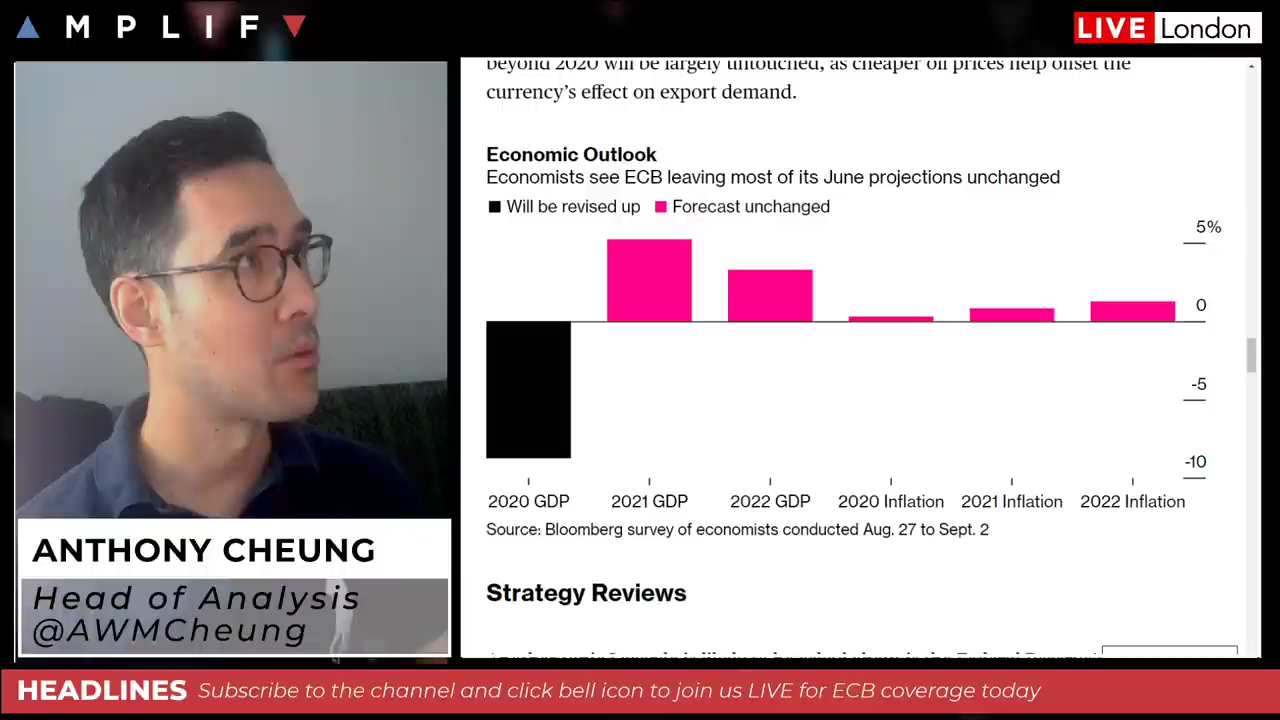 AMPLIFY
LIVE London
beyond 2020 will be largely untouched, as cheaper oil prices help offset the
currency's effect on export demand.
Economic Outlook
Economists see ECB leaving most of its June projections unchanged
Will be revised up
Forecast unchanged
5%
0
-5
-10
2020 GDP
2021 GDP
2022 GDP
2020 Inflation
2021 Inflation
2022 Inflation
Source: Bloomberg survey of economists conducted Aug. 27 to Sept. 2
Strategy Reviews
ANTHONY CHEUNG
Head of Analysis
@AWMCheung
HEADLINES Subscribe to the channel and click bell icon to join us LIVE for ECB coverage today